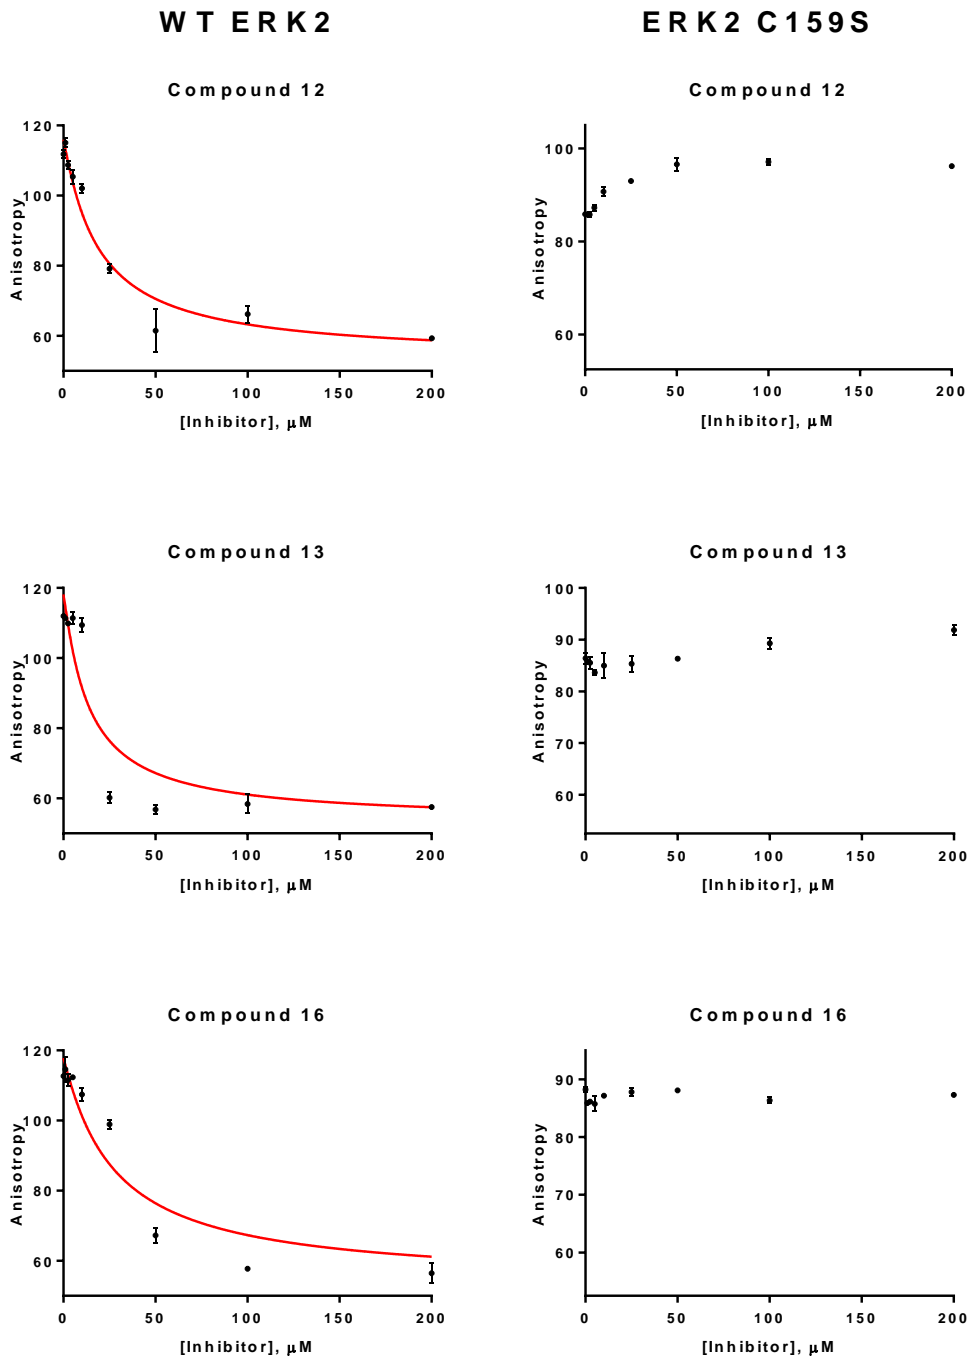 WT ERK2
ERK2 C159S
Compound 12
120
100
80
60
Anisotropy
0 50 100 150 200
[Inhibitor], μM
Compound 12
100
80
60
Anisotropy
0 50 100 150 200
[Inhibitor], μM
Compound 13
120
100
80
60
Anisotropy
0 50 100 150 200
[Inhibitor], μM
Compound 13
100
90
80
70
60
Anisotropy
0 50 100 150 200
[Inhibitor], μM
Compound 16
120
100
80
60
Anisotropy
0 50 100 150 200
[Inhibitor], μM
Compound 16
90
80
70
60
Anisotropy
0 50 100 150 200
[Inhibitor], μM